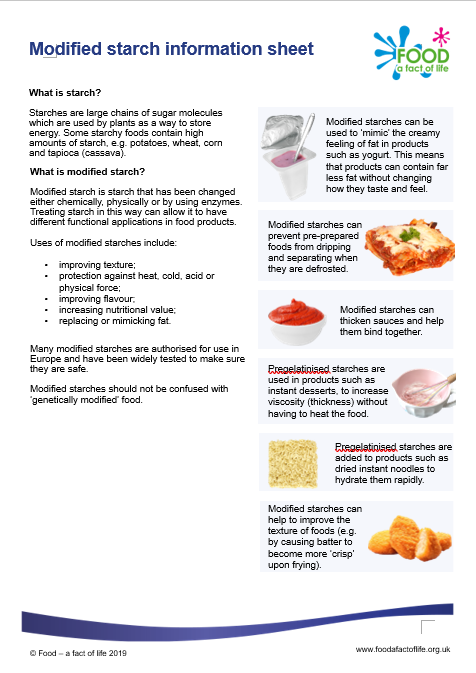 Modified starch information sheet
FOOD
a fact of life
What is starch?
Starches are large chains of sugar molecules
which are used by plants as a way to store
energy. Some starchy foods contain high
amounts of starch, e.g. potatoes, wheat, corn
and tapioca (cassava).
What is modified starch?
Modified starch is starch that has been changed
either chemically, physically or by using enzymes.
Treating starch in this way can allow it to have
different functional applications in food products.
Uses of modified starches include:
• improving texture;
• protection against heat, cold, acid or
physical force;
• improving flavour;
• increasing nutritional value;
• replacing or mimicking fat.
Many modified starches are authorised for use in
Europe and have been widely tested to make sure
they are safe.
Modified starches should not be confused with
‘genetically modified’ food.
Modified starches can be
used to ‘mimic’ the creamy
feeling of fat in products
such as yogurt. This means
that products can contain far
less fat without changing
how they taste and feel.
Modified starches can
prevent pre-prepared
foods from dripping
and separating when
they are defrosted.
Modified starches can
thicken sauces and help
them bind together.
Pregelatinised starches are
used in products such as
instant desserts, to increase
viscosity (thickness) without
having to heat the food.
Pregelatinised starches are
added to products such as
dried instant noodles to
hydrate them rapidly.
Modified starches can
help to improve the
texture of foods (e.g.
by causing batter to
become more ‘crisp’
upon frying).
© Food – a fact of life 2019
www.foodafactoflife.org.uk